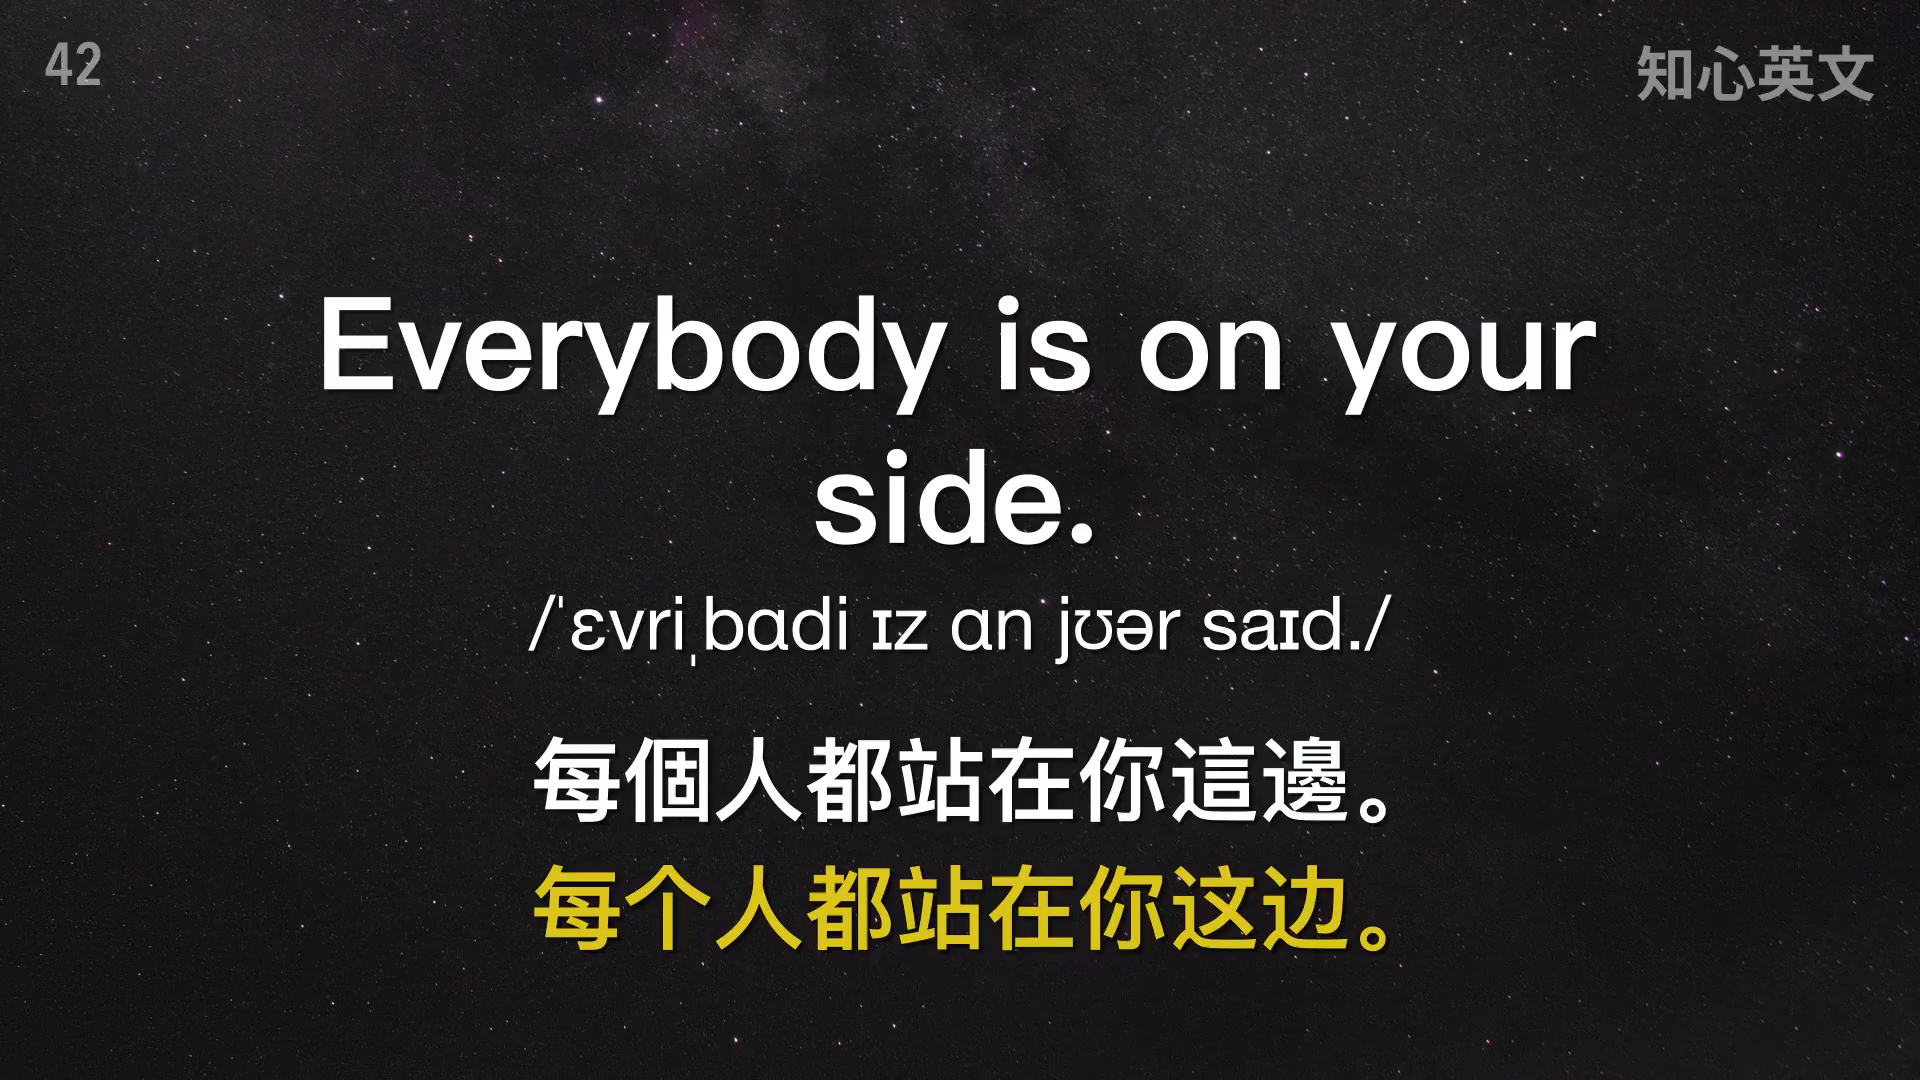 42
知心英文
Everybody is on your
side.
/ˈɛvriˌbɑdi ɪz ɑn jʊər saɪd./
每個人都站在你這邊。
每个人都站在你这边。